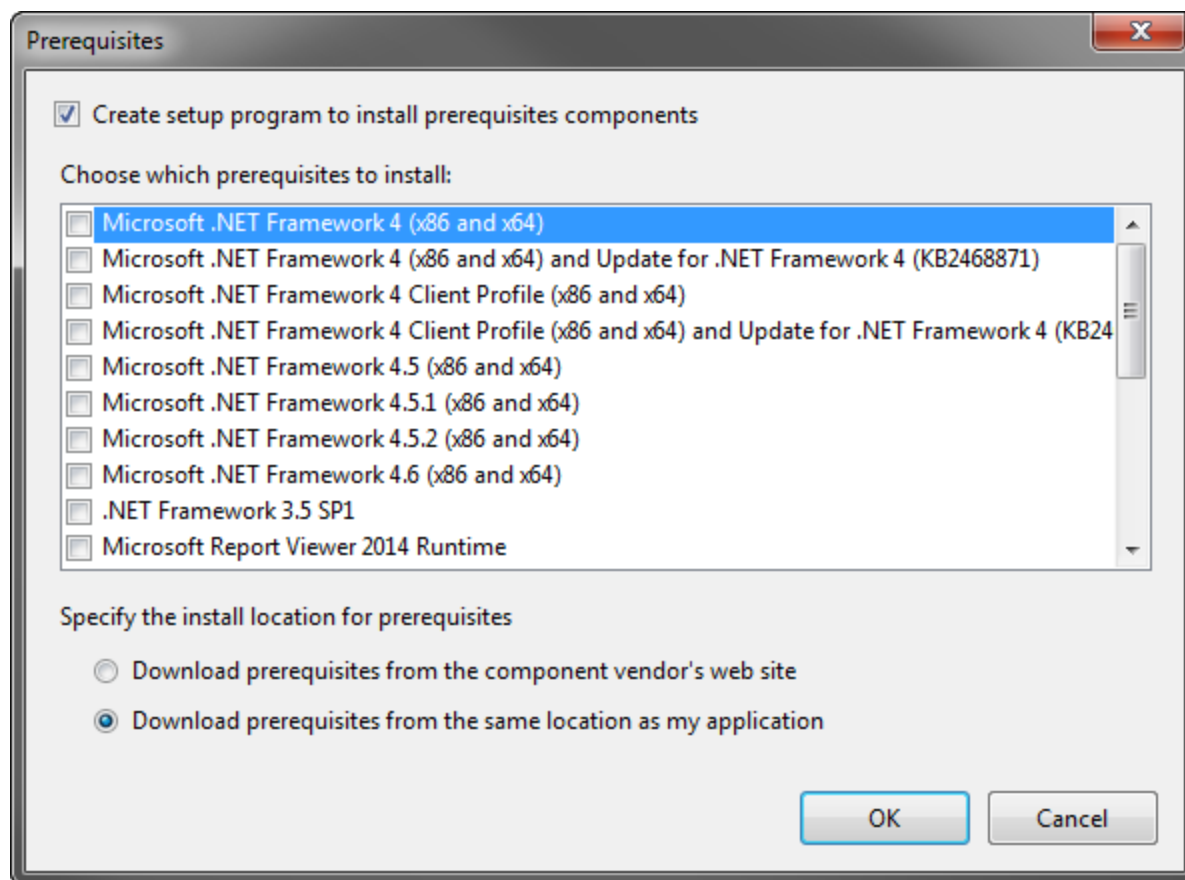 Prerequisites
Create setup program to install prerequisites components
Choose which prerequisites to install:
Microsoft .NET Framework 4 (x86 and x64)
Microsoft .NET Framework 4 (x86 and x64) and Update for .NET Framework 4 (KB2468871)
Microsoft .NET Framework 4 Client Profile (x86 and x64)
Microsoft .NET Framework 4 Client Profile (x86 and x64) and Update for .NET Framework 4 (KB24
Microsoft .NET Framework 4.5 (x86 and x64)
Microsoft .NET Framework 4.5.1 (x86 and x64)
Microsoft .NET Framework 4.5.2 (x86 and x64)
Microsoft .NET Framework 4.6 (x86 and x64)
.NET Framework 3.5 SP1
Microsoft Report Viewer 2014 Runtime
Specify the install location for prerequisites
Download prerequisites from the component vendor's web site
Download prerequisites from the same location as my application
OK Cancel